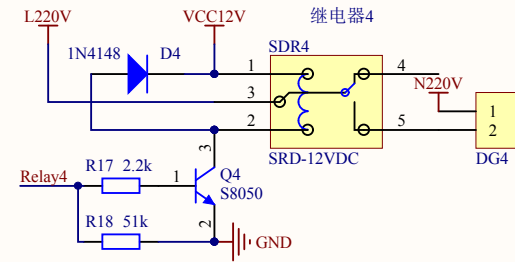 L220V
VCC12V
继电器4
1N4148
D4
SDR4
1
3
2
4
5
N220V
1
2
SRD-12VDC
DG4
R17 2.2k
3
Q4
Relay4
1
S8050
R18 51k
2
GND